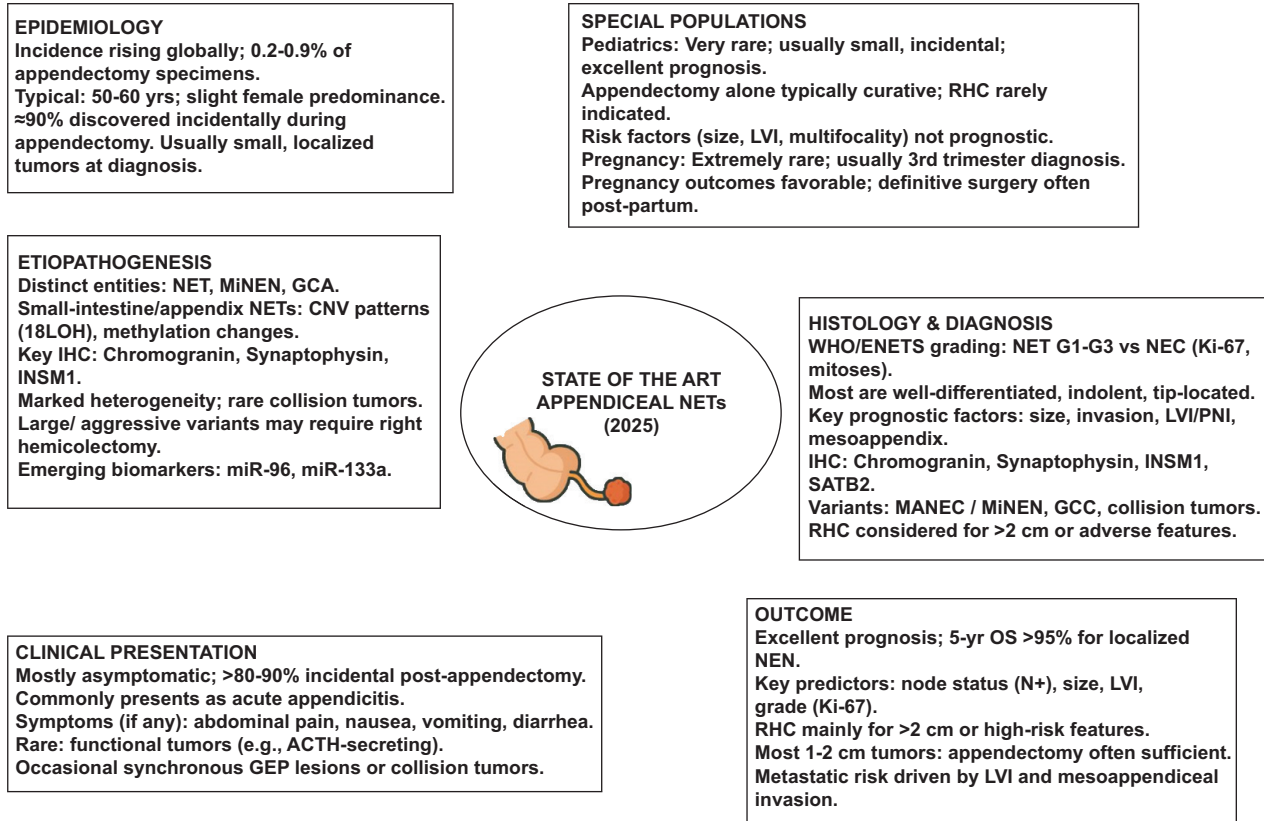 EPIDEMIOLOGY
Incidence rising globally; 0.2-0.9% of
appendectomy specimens.
Typical: 50-60 yrs; slight female predominance.
≈90% discovered incidentally during
appendectomy. Usually small, localized
tumors at diagnosis.
SPECIAL POPULATIONS
Pediatrics: Very rare; usually small, incidental;
excellent prognosis.
Appendectomy alone typically curative; RHC rarely
indicated.
Risk factors (size, LVI, multifocality) not prognostic.
Pregnancy: Extremely rare; usually 3rd trimester diagnosis.
Pregnancy outcomes favorable; definitive surgery often
post-partum.
ETIOPATHOGENESIS
Distinct entities: NET, MiNEN, GCA.
Small-intestine/appendix NETs: CNV patterns
(18LOH), methylation changes.
Key IHC: Chromogranin, Synaptophysin,
INSM1.
Marked heterogeneity; rare collision tumors.
Large/ aggressive variants may require right
hemicolectomy.
Emerging biomarkers: miR-96, miR-133a.
STATE OF THE ART
APPENDICEAL NETs
(2025)
HISTOLOGY & DIAGNOSIS
WHO/ENETS grading: NET G1-G3 vs NEC (Ki-67,
mitoses).
Most are well-differentiated, indolent, tip-located.
Key prognostic factors: size, invasion, LVI/PNI,
mesoappendix.
IHC: Chromogranin, Synaptophysin, INSM1,
SATB2.
Variants: MANEC / MiNEN, GCC, collision tumors.
RHC considered for >2 cm or adverse features.
CLINICAL PRESENTATION
Mostly asymptomatic; >80-90% incidental post-appendectomy.
Commonly presents as acute appendicitis.
Symptoms (if any): abdominal pain, nausea, vomiting, diarrhea.
Rare: functional tumors (e.g., ACTH-secreting).
Occasional synchronous GEP lesions or collision tumors.
OUTCOME
Excellent prognosis; 5-yr OS >95% for localized
NEN.
Key predictors: node status (N+), size, LVI,
grade (Ki-67).
RHC mainly for >2 cm or high-risk features.
Most 1-2 cm tumors: appendectomy often sufficient.
Metastatic risk driven by LVI and mesoappendiceal
invasion.